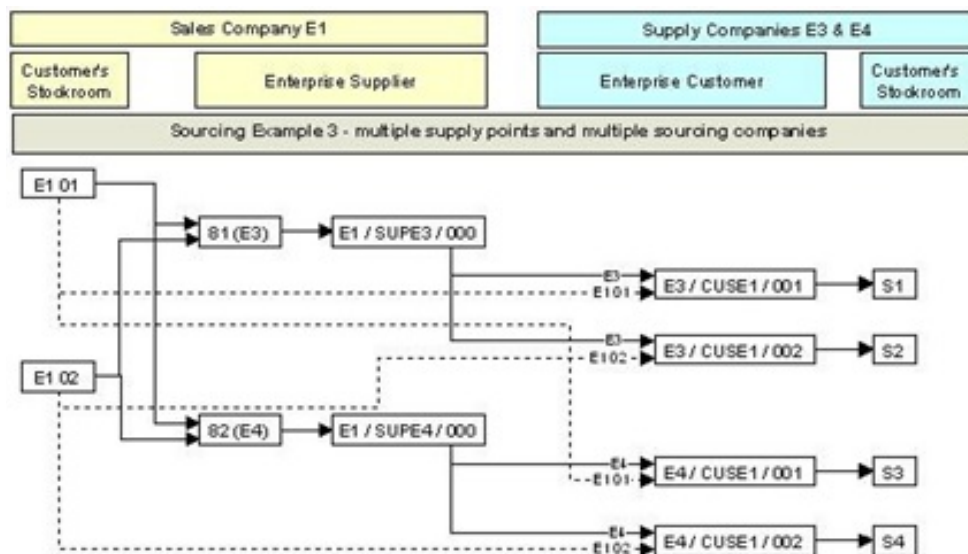 Sales Company E1
Supply Companies E3 & E4
Customer's
Stockroom
Enterprise Supplier
Enterprise Customer
Customer's
Stockroom
Sourcing Example 3 - multiple supply points and multiple sourcing companies
E1 01
81 (E3)
E1 / SUPE3 / 000
E3
E101
E3 / CUSE1 / 001
S1
E3
E102
E3 / CUSE1 / 002
S2
E1 02
82 (E4)
E1 / SUPE4 / 000
E4
E101
E4 / CUSE1 / 001
S3
E4
E102
E4 / CUSE1 / 002
S4